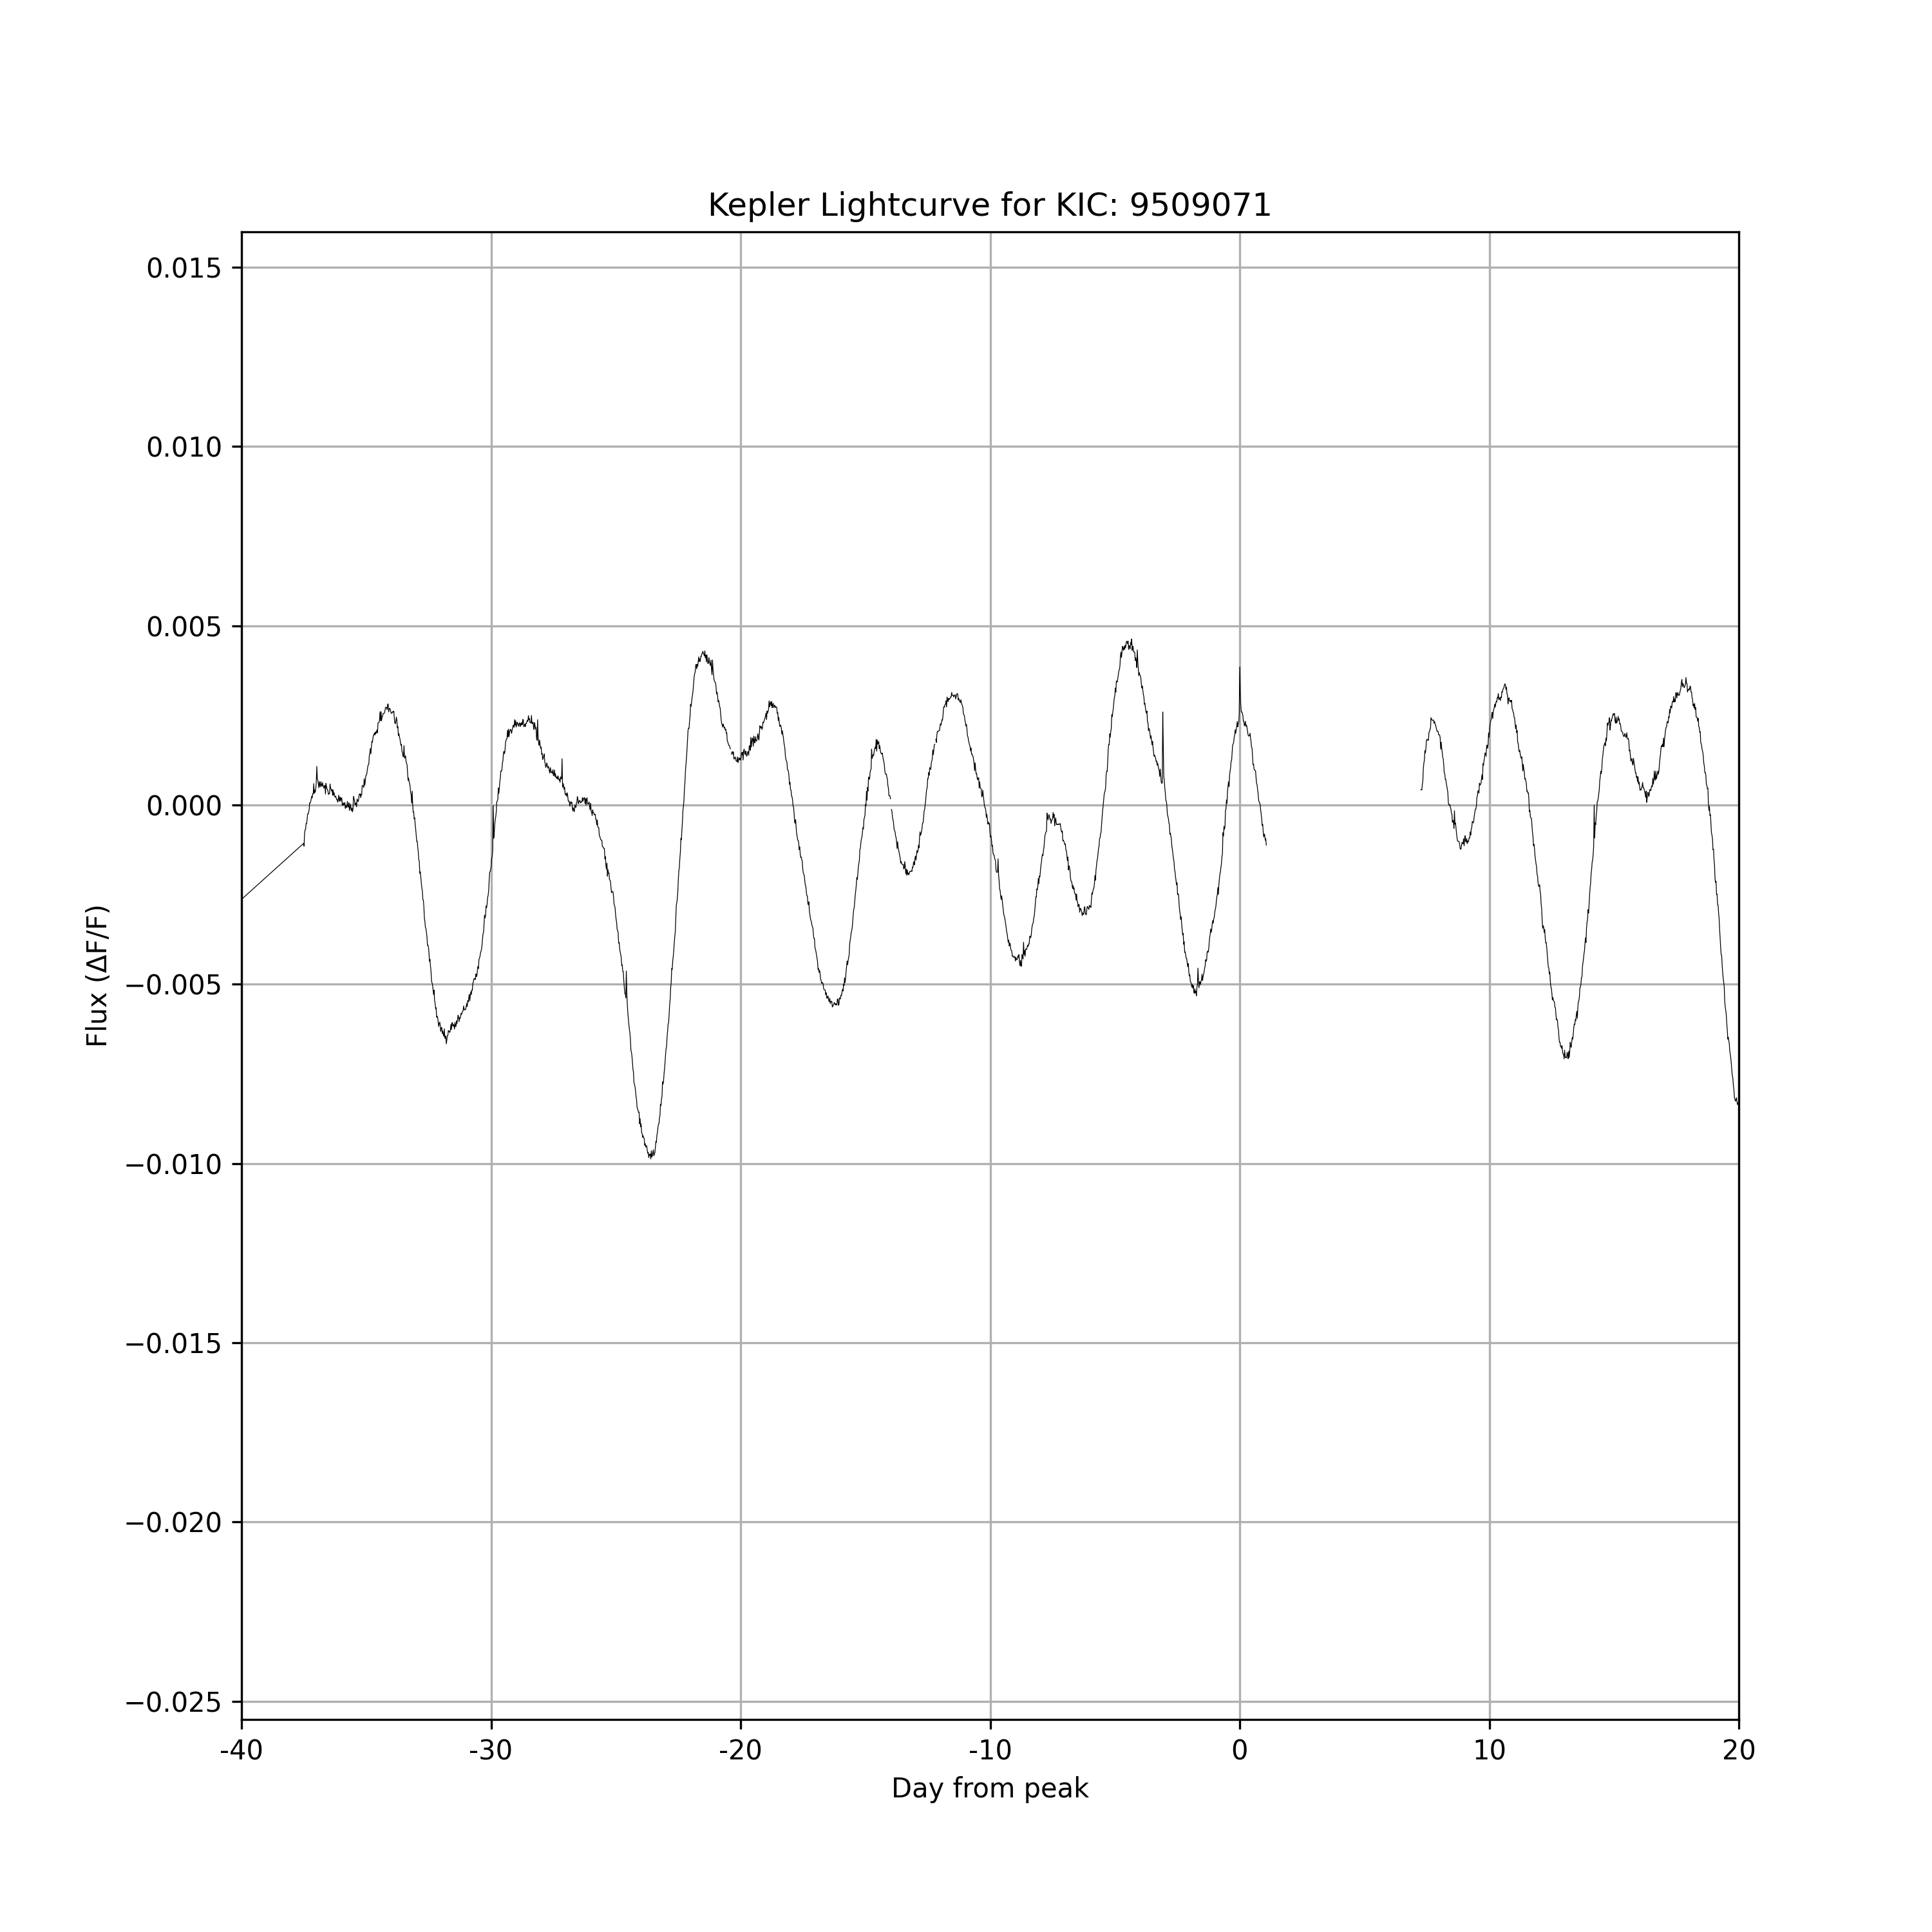 Kepler Lightcurve for KIC: 9509071
0.015
0.010
0.005
0.000
−0.005
−0.010
−0.015
−0.020
−0.025
Flux (ΔF/F)
-40 -30 -20 -10 0 10 20
Day from peak